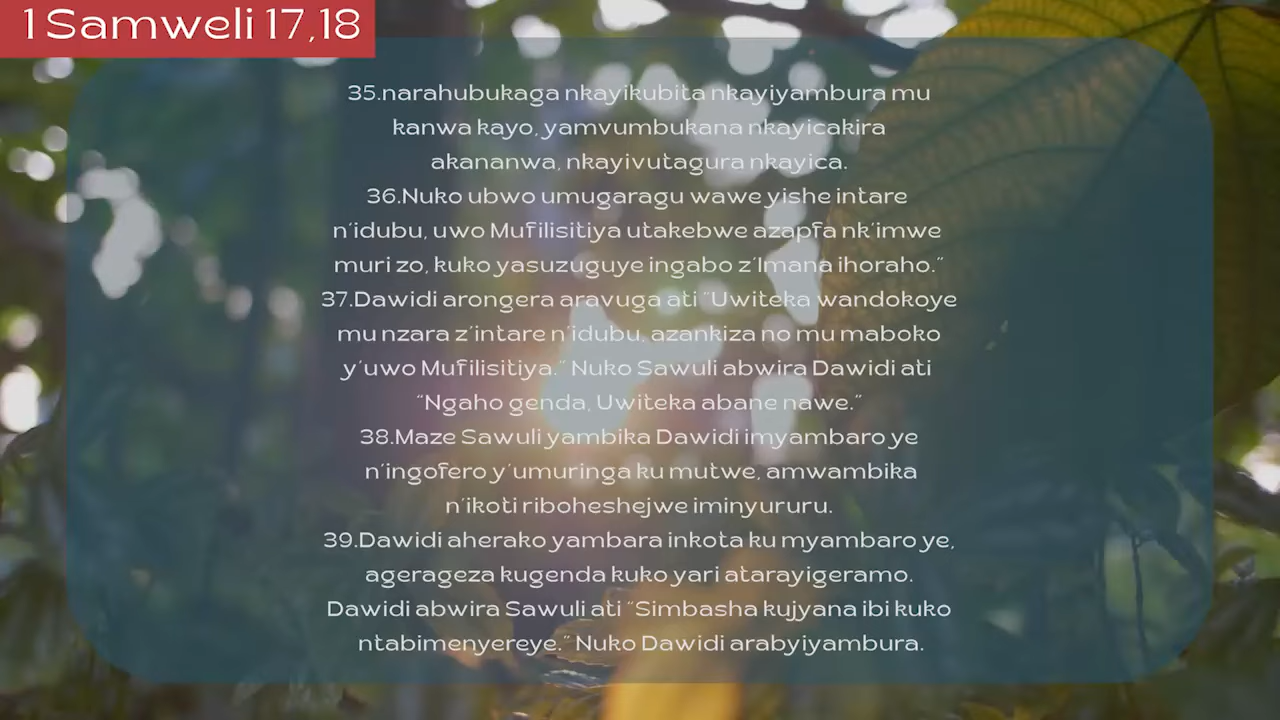 1 Samweli 17,18
35.narahubukaga nkayikubita nkayiyambura mu
kanwa kayo, yamvumbukana nkayicakira
akananwa, nkayivutagura nkayica.
36.Nuko ubwo umugaragu wawe yishe intare
n'idubu, uwo Mufilisitiya utakebwe azapfa nk'imwe
muri zo, kuko yasuzuguye ingabo z'Imana ihoraho."
37.Dawidi arongera aravuga ati "Uwiteka wandokoye
mu nzara z'intare n'idubu, azankiza no mu maboko
y'uwo Mufilisitiya." Nuko Sawuli abwira Dawidi ati
"Ngaho genda, Uwiteka abane nawe."
38.Maze Sawuli yambika Dawidi imyambaro ye
n'ingofero y'umuringa ku mutwe, amwambika
n'ikoti riboheshejwe iminyururu.
39.Dawidi aherako yambara inkota ku myambaro ye,
agerageza kugenda kuko yari atarayigeramo.
Dawidi abwira Sawuli ati "Simbasha kujyana ibi kuko
ntabimenyereye." Nuko Dawidi arabyiyambura.